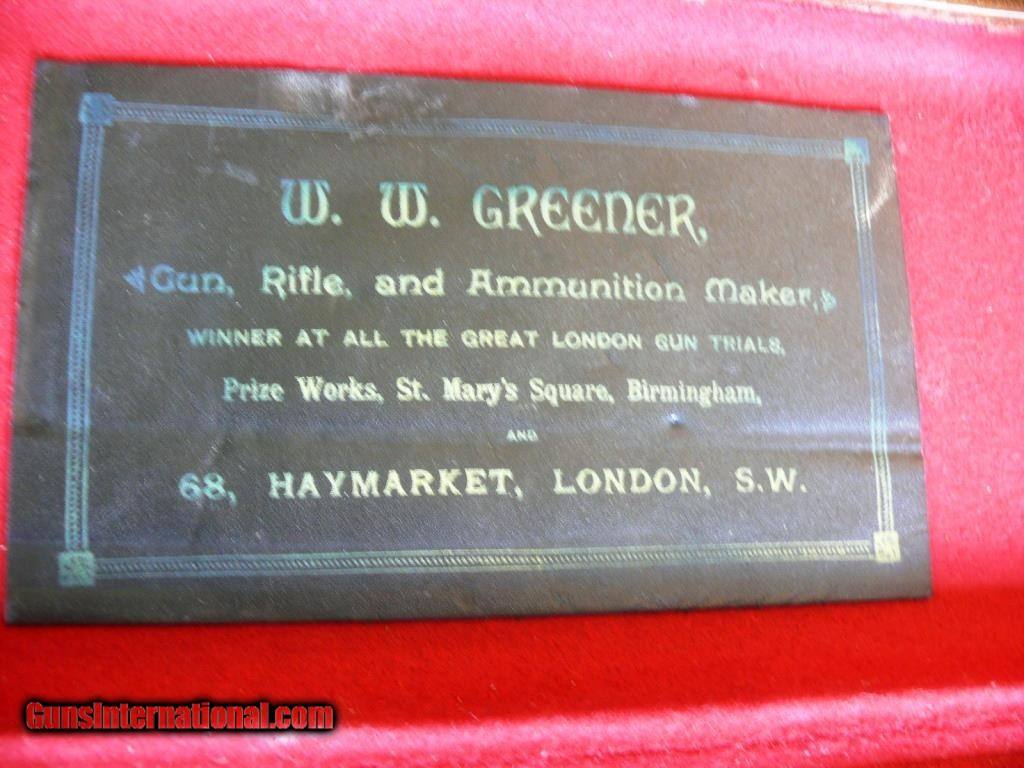 W. W. GREENER,
Gun, Rifle, and Ammunition Maker,
WINNER AT ALL THE GREAT LONDON GUN TRIALS,
Prize Works, St. Mary's Square, Birmingham,
AND
68, HAYMARKET, LONDON, S.W.
GunsInternational.com